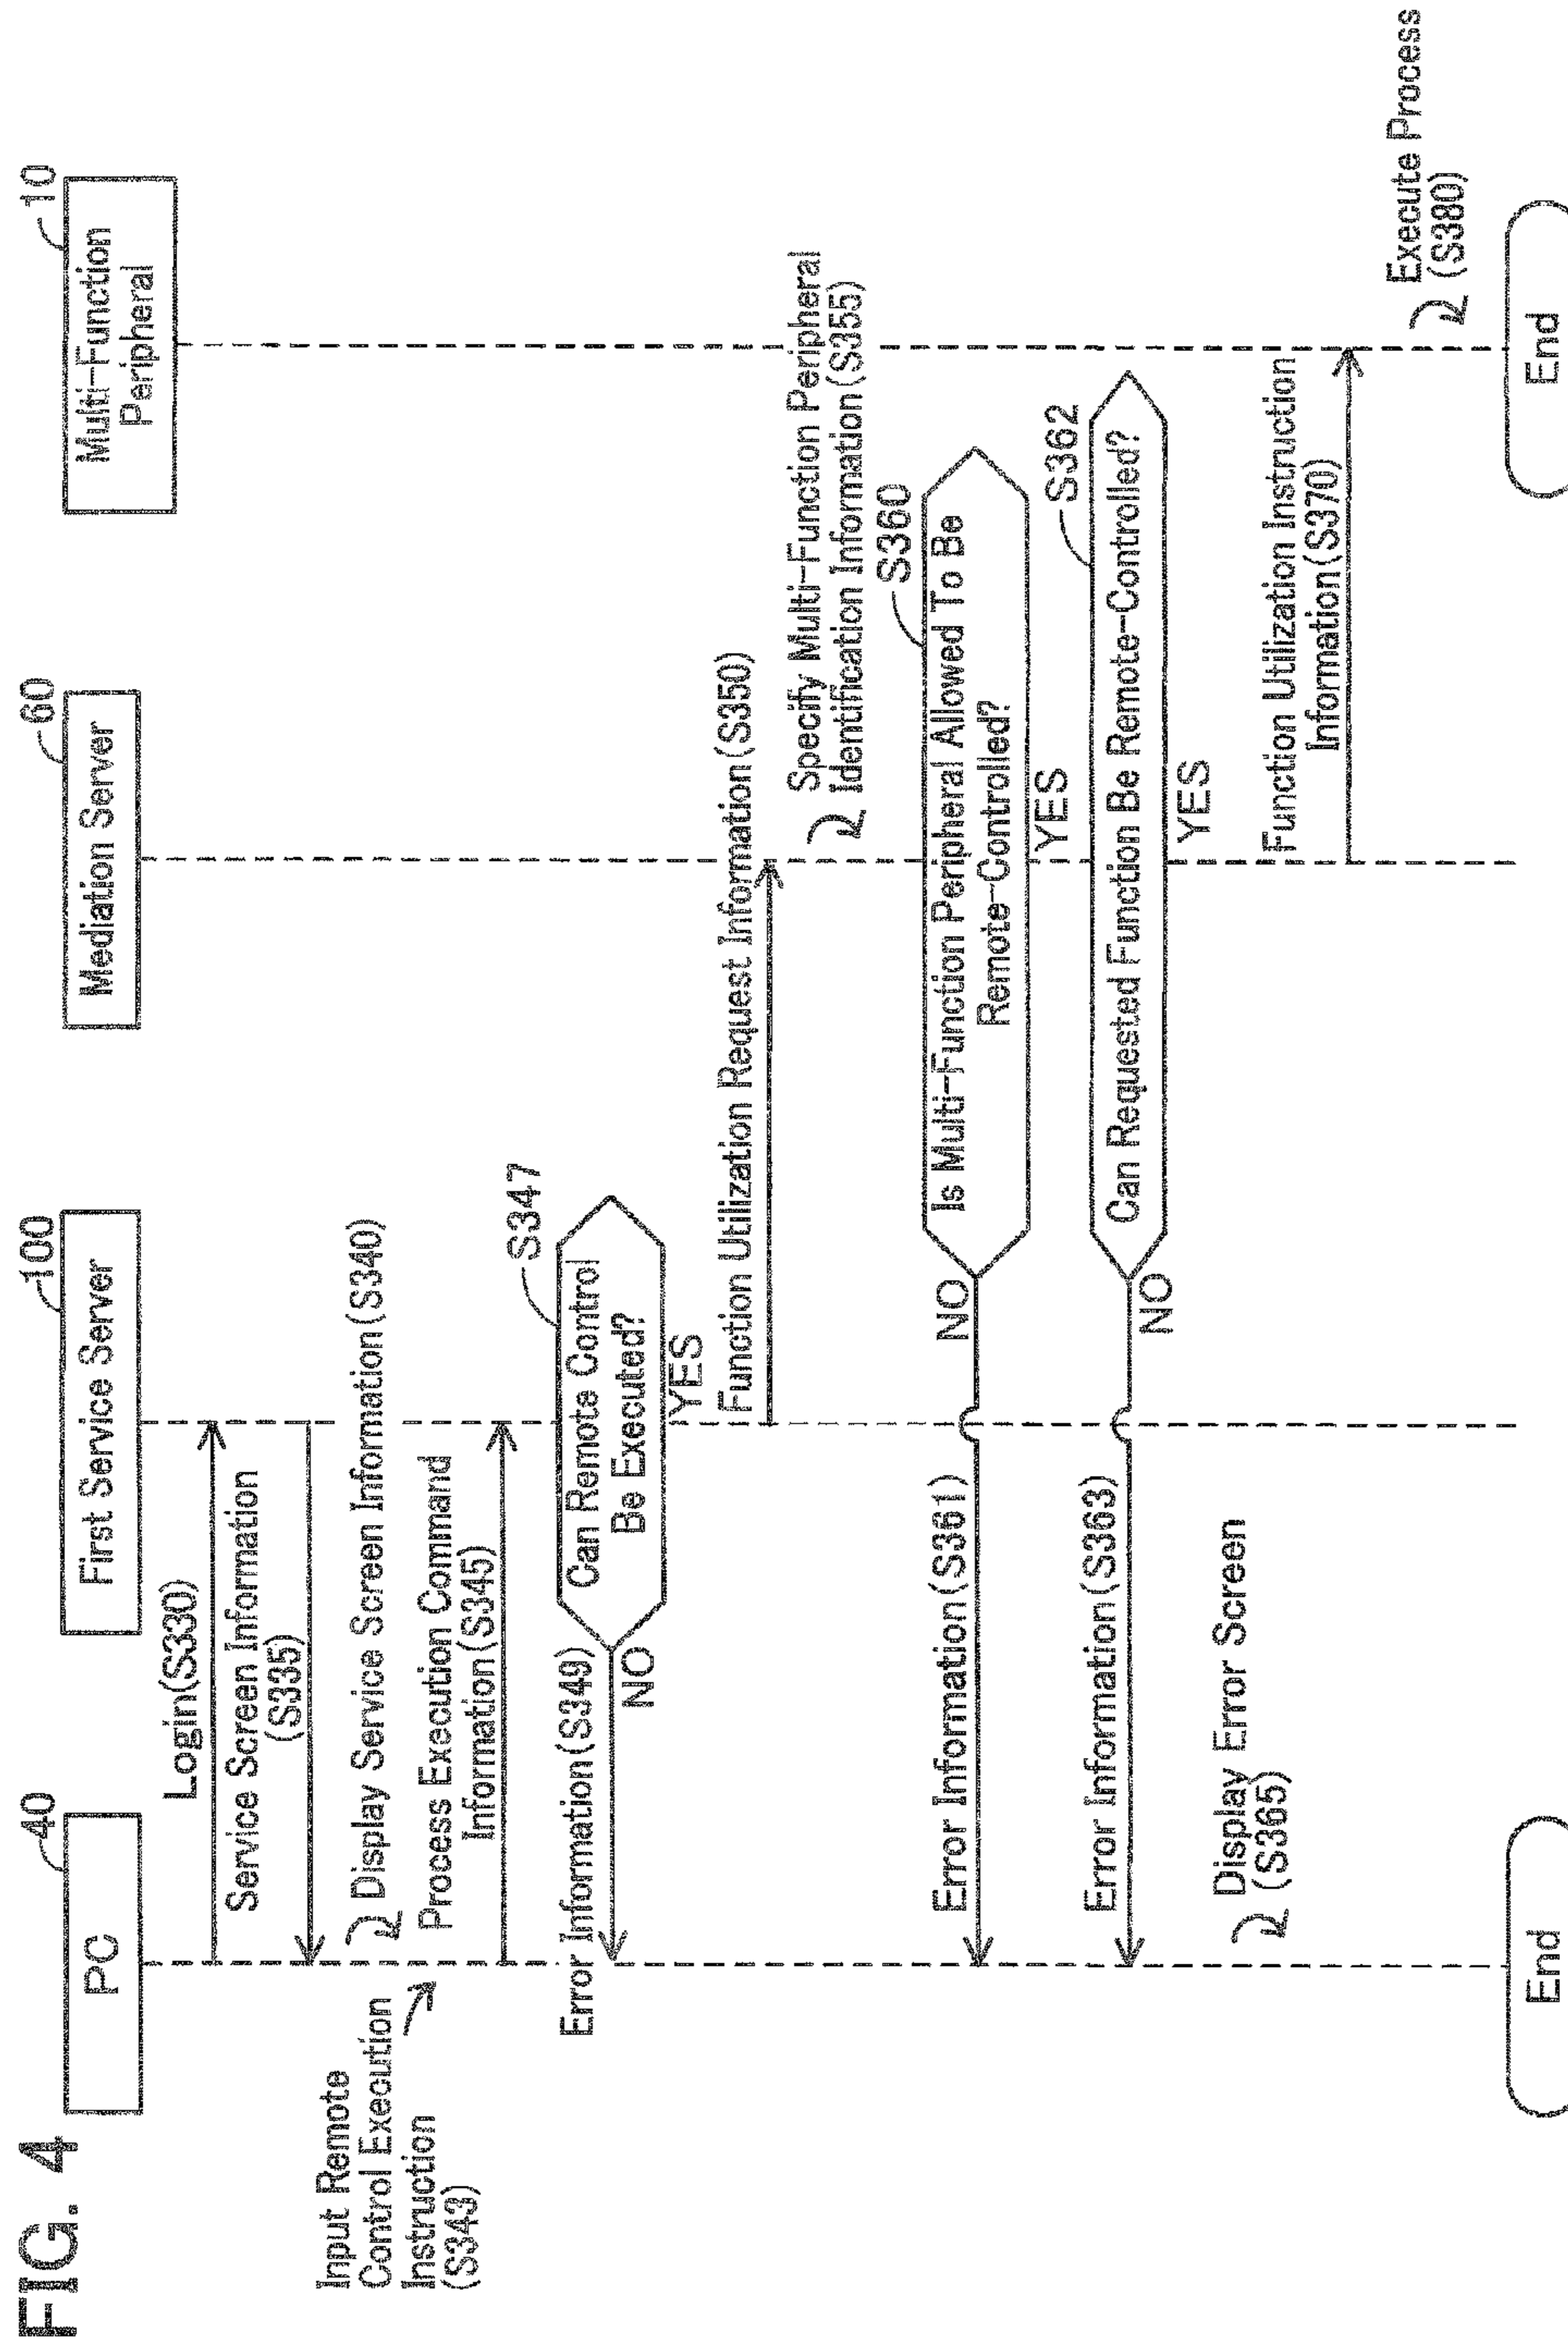 FIG. 4
PC
40
First Service Server
100
Mediation Server
60
Multi-Function
Peripheral
10
Login(S330)
Service Screen Information
(S335)
Display Service Screen Information(S340)
Input Remote
Control Execution
Instruction
(S343)
Process Execution Command
Information(S345)
S347
Can Remote Control
Be Executed?
Error Information(S349)
NO
YES
Function Utilization Request Information(S350)
Specify Multi-Function Peripheral
Identification Information(S355)
S360
Is Multi-Function Peripheral Allowed To Be
Remote-Controlled?
Error Information(S361)
NO
YES
S362
Can Requested Function Be Remote-Controlled?
Error Information(S363)
NO
YES
Display Error Screen
(S365)
Function Utilization Instruction
Information(S370)
Execute Process
(S380)
End
End